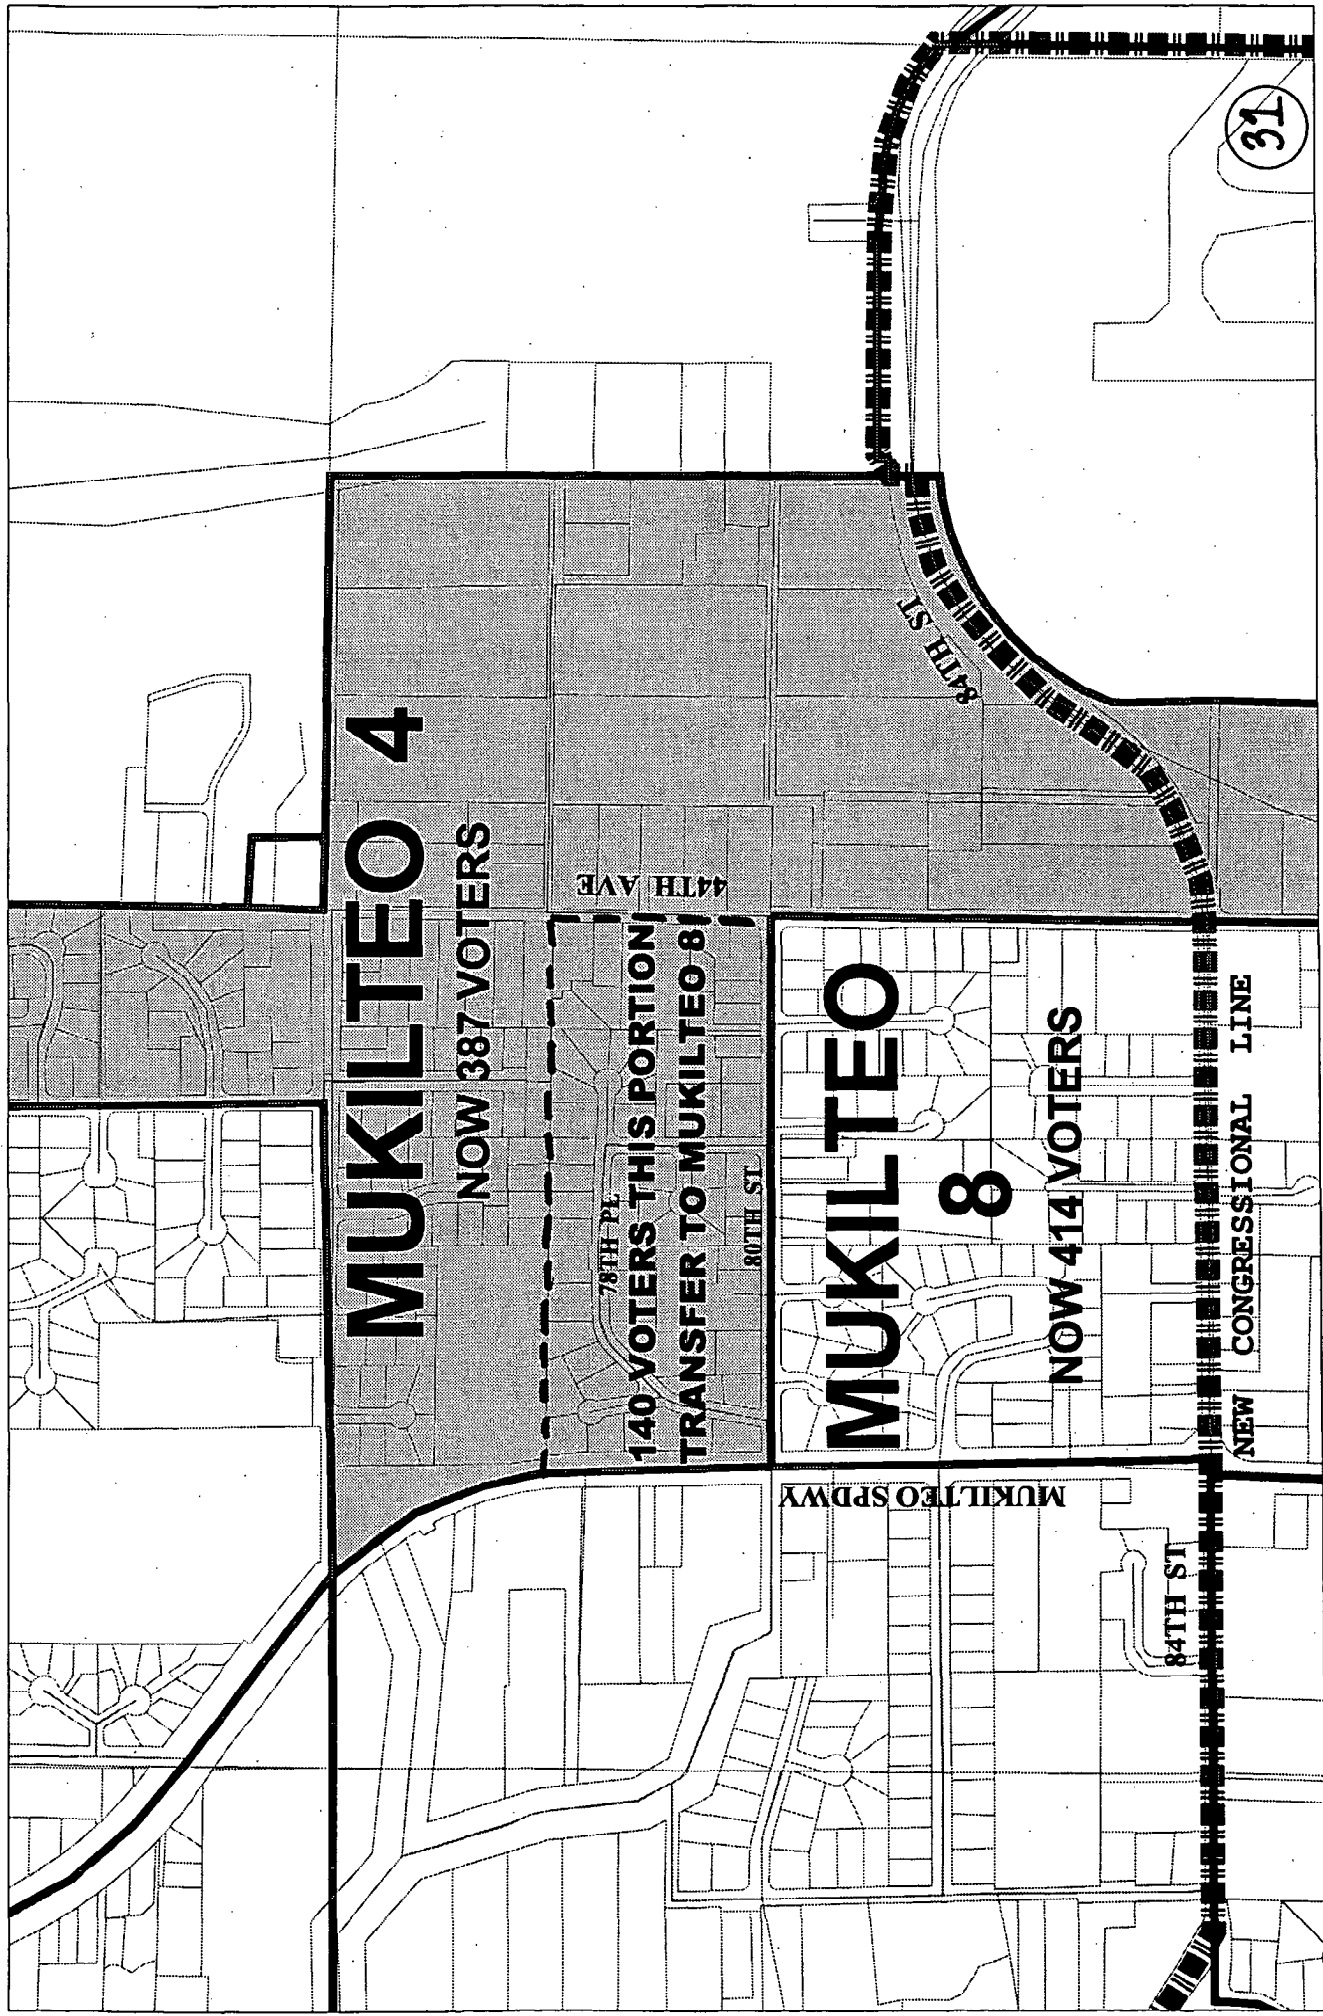 MUKILTEO 4
NOW 387 VOTERS
44TH AVE
84TH ST
78TH PL
140 VOTERS THIS PORTION
TRANSFER TO MUKILTEO 8
80TH ST
MUKILTEO
8
NOW 414 VOTERS
MUKILTEO SPDWY
84TH ST
NEW CONGRESSIONAL LINE
31